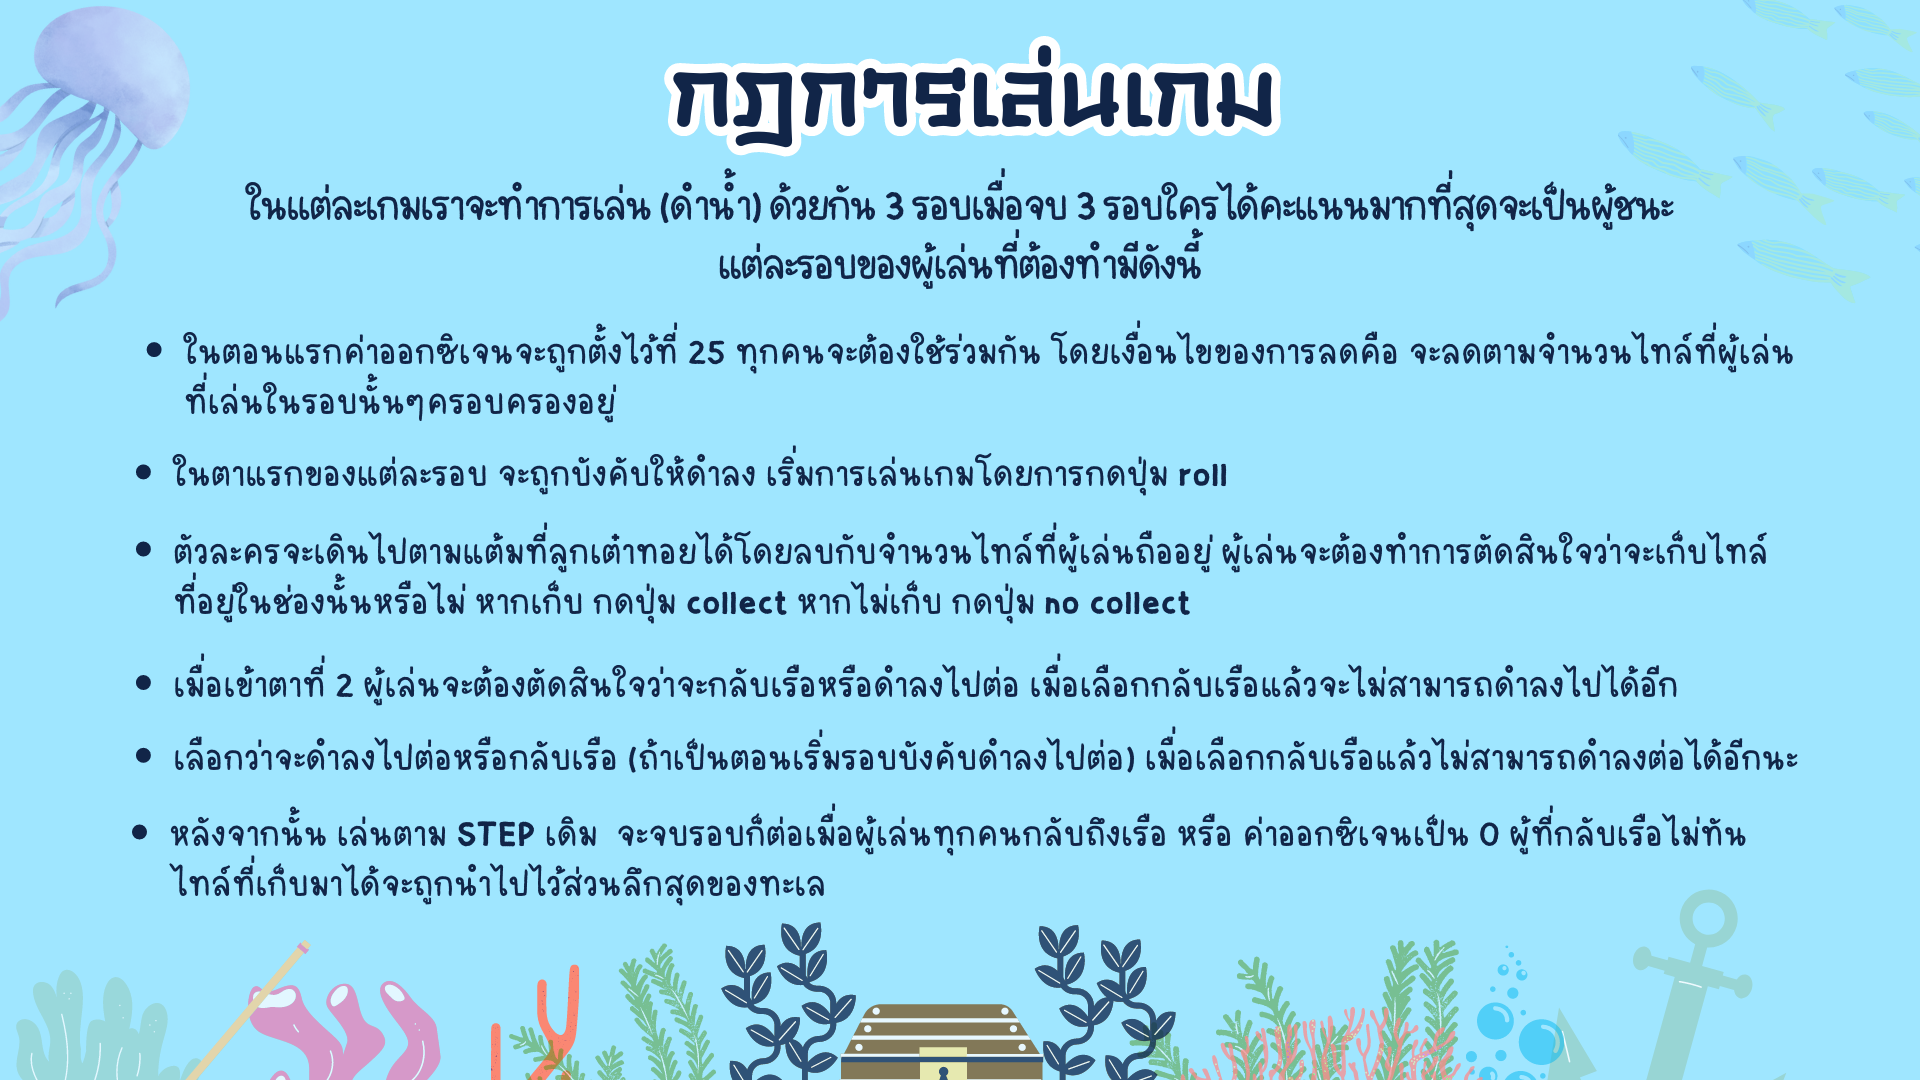 กฎการเล่นเกม
ในแต่ละเกมเราจะทำการเล่น (ดำน้ำ) ด้วยกัน 3 รอบเมื่อจบ 3 รอบใครได้คะแนนมากที่สุดจะเป็นผู้ชนะ
แต่ละรอบของผู้เล่นที่ต้องทำมีดังนี้
• ในตอนแรกค่าออกซิเจนจะถูกตั้งไว้ที่ 25 ทุกคนจะต้องใช้ร่วมกัน โดยเงื่อนไขของการลดคือ จะลดตามจำนวนไทล์ที่ผู้เล่น
ที่เล่นในรอบนั้นๆครอบครองอยู่
• ในตาแรกของแต่ละรอบ จะถูกบังคับให้ดำลง เริ่มการเล่นเกมโดยการกดปุ่ม roll
• ตัวละครจะเดินไปตามแต้มที่ลูกเต๋าทอยได้โดยลบกับจำนวนไทล์ที่ผู้เล่นถืออยู่ ผู้เล่นจะต้องทำการตัดสินใจว่าจะเก็บไทล์
ที่อยู่ในช่องนั้นหรือไม่ หากเก็บ กดปุ่ม collect หากไม่เก็บ กดปุ่ม no collect
• เมื่อเข้าตาที่ 2 ผู้เล่นจะต้องตัดสินใจว่าจะกลับเรือหรือดำลงไปต่อ เมื่อเลือกกลับเรือแล้วจะไม่สามารถดำลงไปได้อีก
• เลือกว่าจะดำลงไปต่อหรือกลับเรือ (ถ้าเป็นตอนเริ่มรอบบังคับดำลงไปต่อ) เมื่อเลือกกลับเรือแล้วไม่สามารถดำลงต่อได้อีกนะ
• หลังจากนั้น เล่นตาม STEP เดิม จะจบรอบก็ต่อเมื่อผู้เล่นทุกคนกลับถึงเรือ หรือ ค่าออกซิเจนเป็น 0 ผู้ที่กลับเรือไม่ทัน
ไทล์ที่เก็บมาได้จะถูกนำไปไว้ส่วนลึกสุดของทะเล